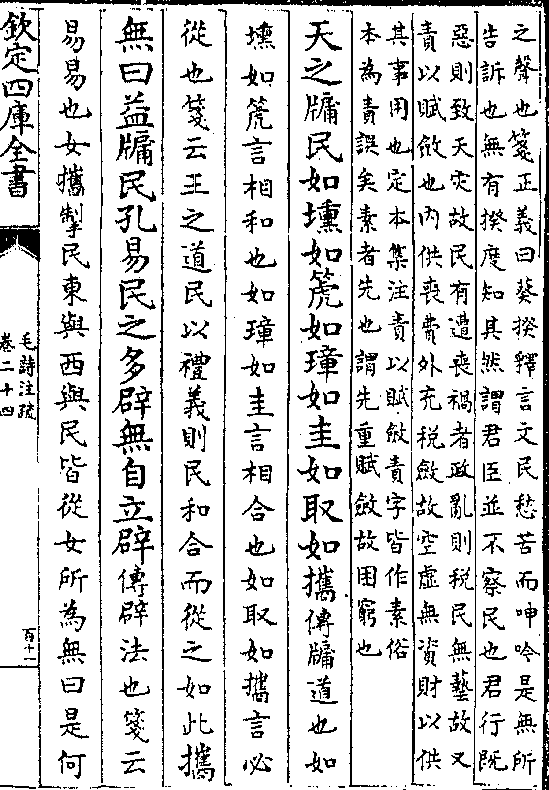 之聲也箋正義曰葵揆釋言文民愁苦而呻吟是無所
告訴也無有揆度知其然謂君臣並不察民也君行既
惡則致天灾故民有遭喪禍者政亂則税民無藝故又
責以賦斂也内供喪費外充税斂故空虛無資財以供
其事用也定本集注責以賦斂責字皆作素俗
本為責誤矣素者先也謂先重賦斂故困窮也
天之牖民如壎如箎如璋如圭如取如攜傳牖道也如
壎如箎言相和也如璋如圭言相合也如取如攜言必
從也箋云王之道民以禮義則民和合而從之如此攜
無曰益牖民孔易民之多辟無自立辟傳辟法也箋云
易易也女攜掣民東與西與民皆從女所為無曰是何
欽定四庫全書
毛詩注疏
卷二十四
百十一